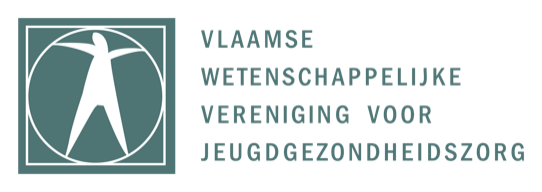 VLAAMSE
WETENSCHAPPELIJKE
VERENIGING VOOR
JEUGDGEZONDHEIDSZORG